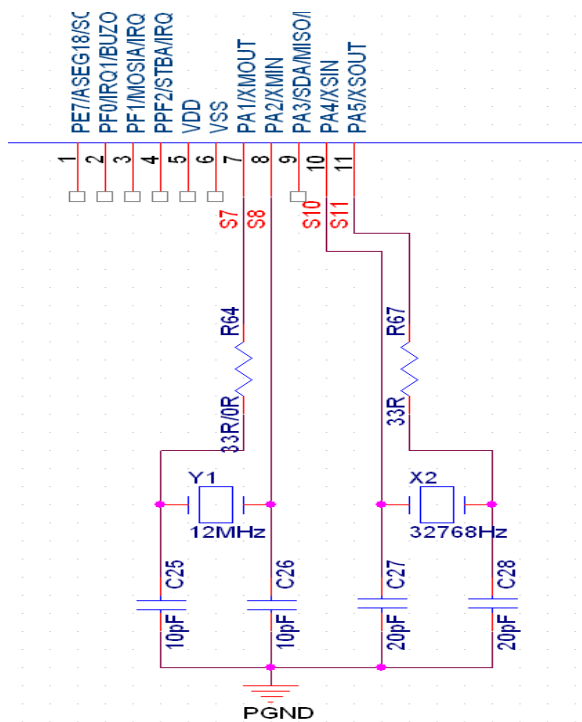 PE7/ASEG18/SC
PF0/IRQ1/BUZO
PF1/MOSIA/IRQ
PPF2/STBA/IRQ
VDD
VSS
PA1/XMOUT
PA2/XMIN
PA3/SDA/MISO/
PA4/XSIN
PA5/XSOUT
1
2
3
4
5
6
7
8
9
10
11
S7
S8
S10
S11
R64
R67
33R/0R
33R
Y1
X2
12MHz
32768Hz
C25
C26
C27
C28
10pF
10pF
20pF
20pF
PGND